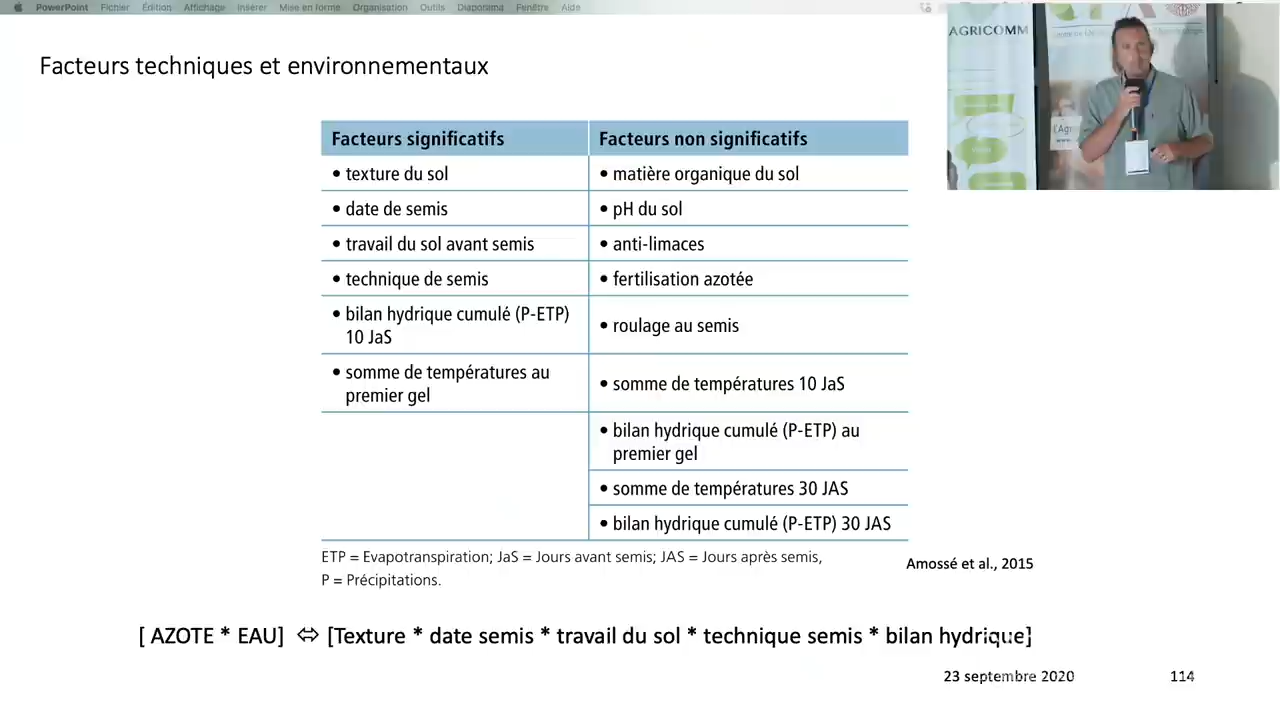 PowerPoint Fichier Édition Affichage Insérer Mise en forme Organisation Outils Diaporama Fenêtre Aide
AGRICOMM
Facteurs techniques et environnementaux
Facteurs significatifs Facteurs non significatifs
• texture du sol • matière organique du sol
• date de semis • pH du sol
• travail du sol avant semis • anti-limaces
• technique de semis • fertilisation azotée
• bilan hydrique cumulé (P-ETP)
10 JaS
• roulage au semis
• somme de températures au
premier gel
• somme de températures 10 JaS
• bilan hydrique cumulé (P-ETP) au
premier gel
• somme de températures 30 JAS
• bilan hydrique cumulé (P-ETP) 30 JAS
ETP = Evapotranspiration; JaS = Jours avant semis; JAS = Jours après semis,
P = Précipitations.
Amossé et al., 2015
[ AZOTE * EAU] ⬄ [Texture * date semis * travail du sol * technique semis * bilan hydrique]
23 septembre 2020 114